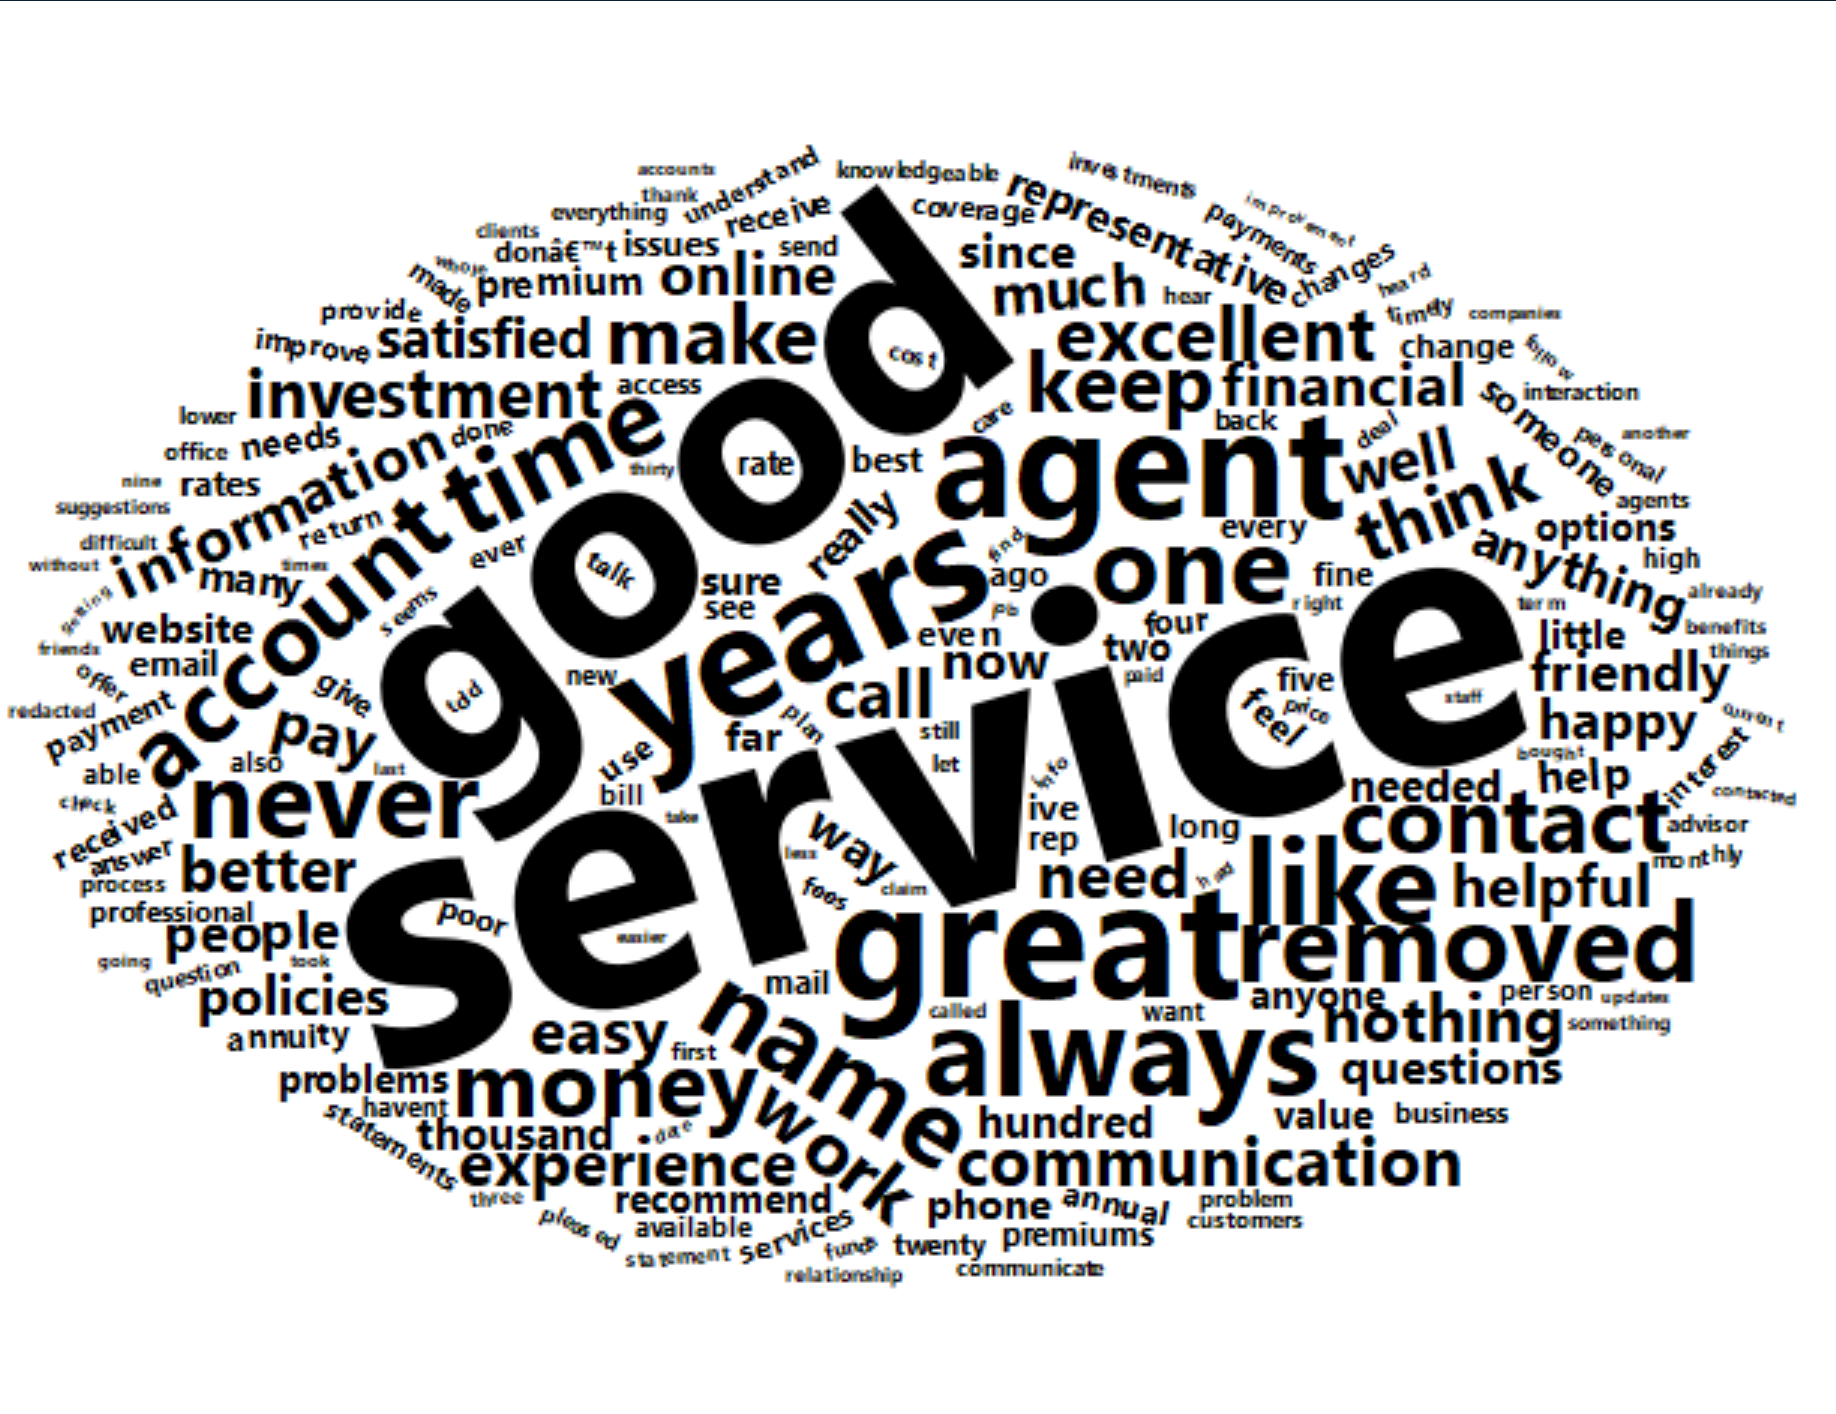 accounts
understand
knowledgeable
investments
thank
everything
receive
coverage
representative
improvement
clients
donâ€™t
issues
send
since
payments
changes
whole
made
premium
online
good
much
hear
heard
provide
timely
companies
improve
satisfied
make
cost
excellent
change
follow
investment
access
keep
financial
someone
interaction
lower
care
back
deal
office
needs
done
time
agent
well
personal
another
nine
rates
information
thirty
rate
best
think
agents
suggestions
return
account
really
every
options
difficult
ever
find
anything
high
without
many
times
talk
sure
years
ago
one
fine
already
seems
see
right
term
website
even
four
little
benefits
friends
email
now
two
things
offer
give
new
call
paid
five
friendly
redacted
payment
pay
tdd
plan
feel
price
staff
happy
current
far
still
service
bought
able
also
last
use
let
info
needed
help
interest
check
never
bill
ive
contact
contacted
received
take
way
rep
long
advisor
answer
less
monthly
process
better
fees
claim
need
like
helpful
professional
poor
great
removed
people
easier
going
question
took
mail
anyone
person
updates
policies
name
called
want
nothing
something
annuity
easy
first
always
questions
problems
money
havent
work
hundred
value
business
statements
thousand
experience
communication
three
recommend
phone
annual
problem
pleased
available
services
customers
statement
funds
twenty
premiums
relationship
communicate